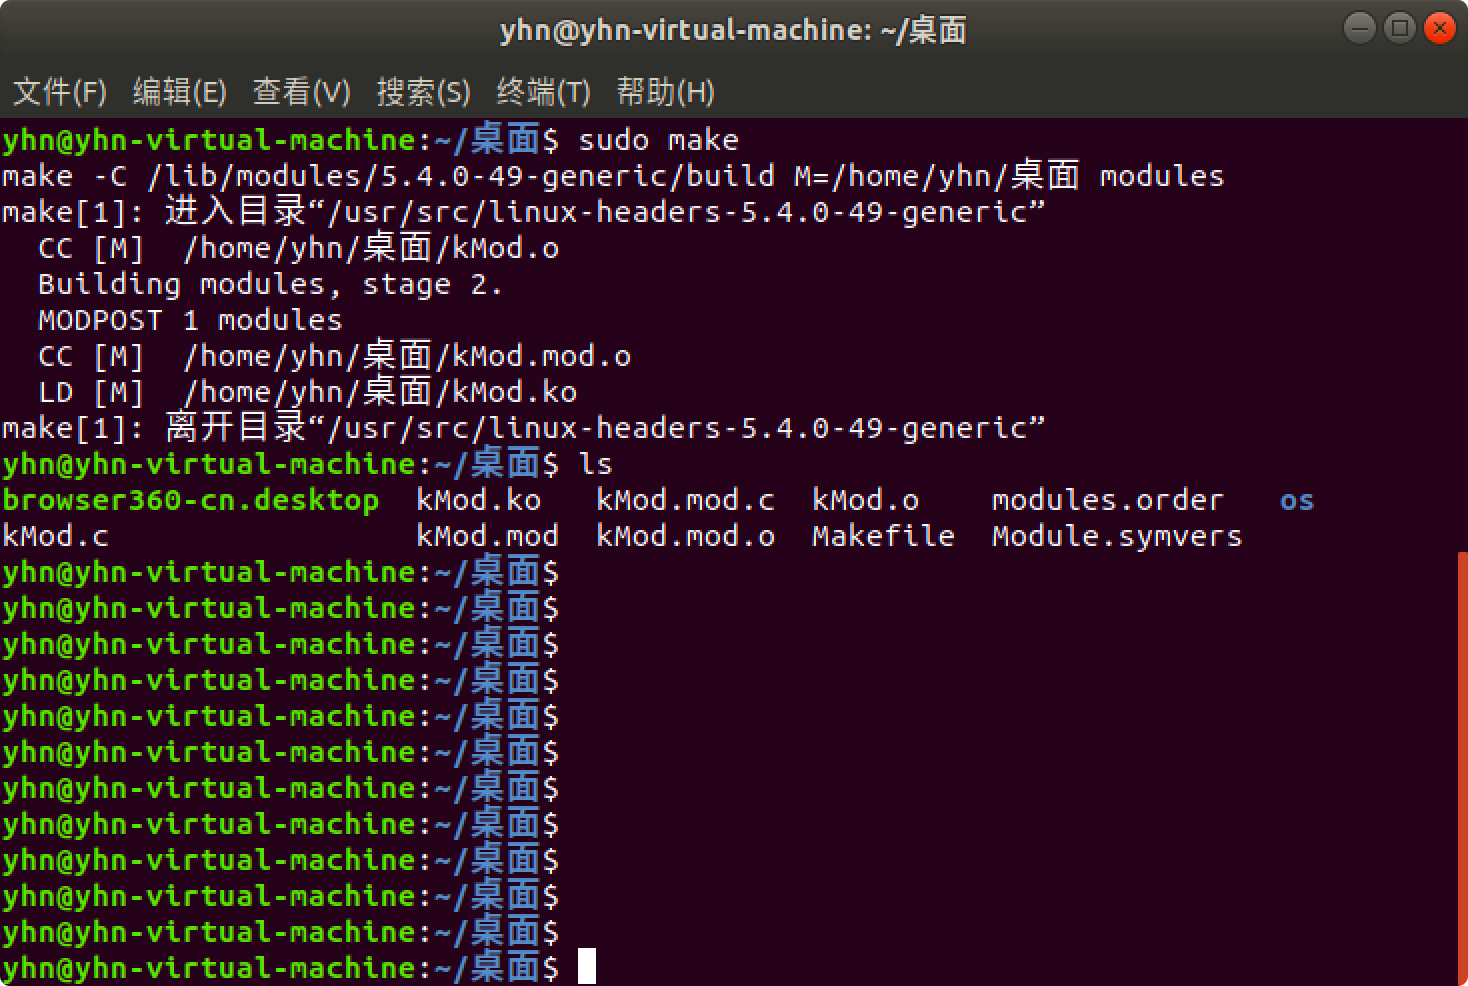 yhn@yhn-virtual-machine: ~/桌面
文件(F) 编辑(E) 查看(V) 搜索(S) 终端(T) 帮助(H)
yhn@yhn-virtual-machine:~/桌面$ sudo make
make -C /lib/modules/5.4.0-49-generic/build M=/home/yhn/桌面 modules
make[1]: 进入目录“/usr/src/linux-headers-5.4.0-49-generic”
  CC [M]  /home/yhn/桌面/kMod.o
  Building modules, stage 2.
  MODPOST 1 modules
  CC [M]  /home/yhn/桌面/kMod.mod.o
  LD [M]  /home/yhn/桌面/kMod.ko
make[1]: 离开目录“/usr/src/linux-headers-5.4.0-49-generic”
yhn@yhn-virtual-machine:~/桌面$ ls
browser360-cn.desktop  kMod.ko   kMod.mod.c  kMod.o    modules.order   os
kMod.c                 kMod.mod  kMod.mod.o  Makefile  Module.symvers
yhn@yhn-virtual-machine:~/桌面$
yhn@yhn-virtual-machine:~/桌面$
yhn@yhn-virtual-machine:~/桌面$
yhn@yhn-virtual-machine:~/桌面$
yhn@yhn-virtual-machine:~/桌面$
yhn@yhn-virtual-machine:~/桌面$
yhn@yhn-virtual-machine:~/桌面$
yhn@yhn-virtual-machine:~/桌面$
yhn@yhn-virtual-machine:~/桌面$
yhn@yhn-virtual-machine:~/桌面$
yhn@yhn-virtual-machine:~/桌面$
yhn@yhn-virtual-machine:~/桌面$